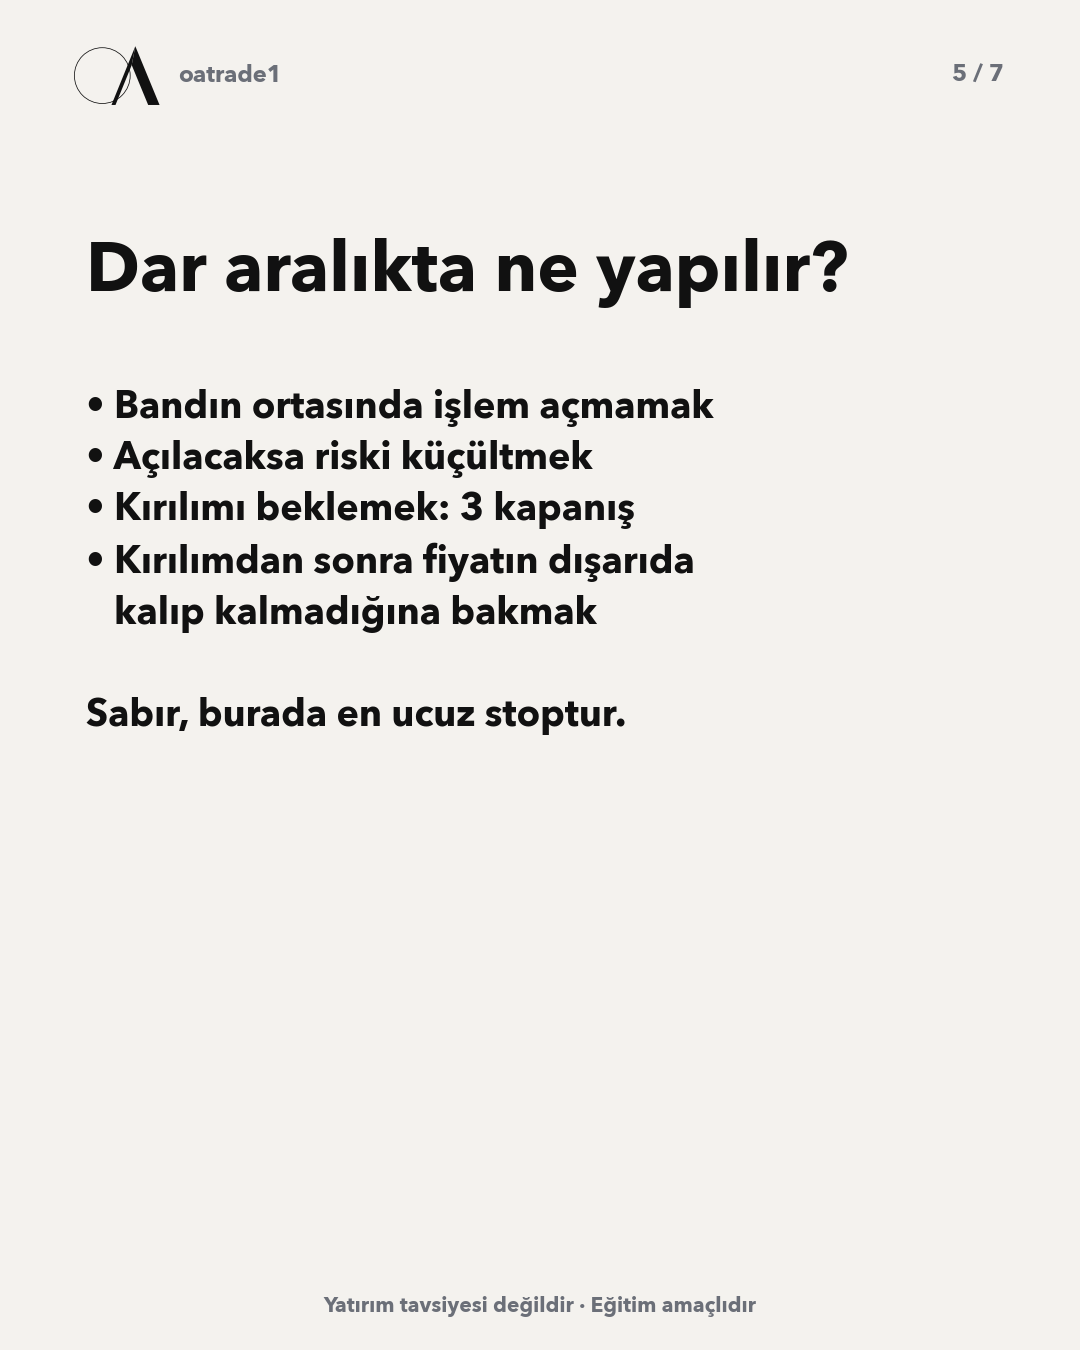 oatrade1
5 / 7
Dar aralıkta ne yapılır?
• Bandın ortasında işlem açmamak
• Açılacaksa riski küçültmek
• Kırılımı beklemek: 3 kapanış
• Kırılımdan sonra fiyatın dışarıda
kalıp kalmadığına bakmak
Sabır, burada en ucuz stoptur.
Yatırım tavsiyesi değildir · Eğitim amaçlıdır